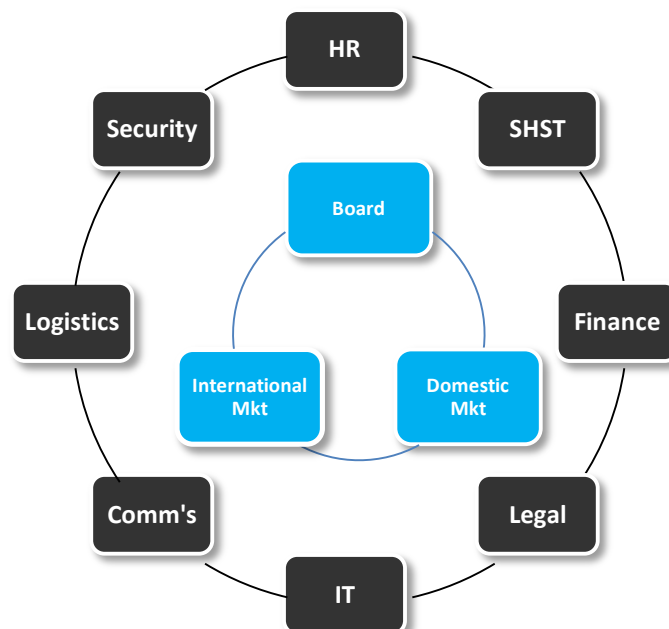 HR
Security
SHST
Board
Logistics
Finance
International
Mkt
Domestic
Mkt
Comm's
Legal
IT